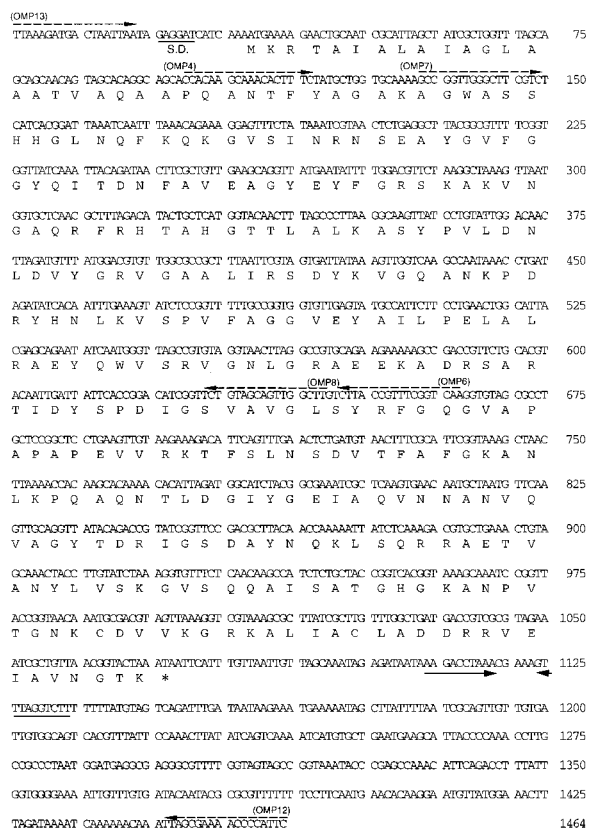 (OMP13)
TTAAAGATGA CTAATTAATA GAGGATCATC AAAATGAAAA GAACTGCAAT CGCATTAGCT ATCGCTGGTT TAGCA 75
S.D. M K R T A I A L A I A G L A
(OMP4) (OMP7)
GCAGCAACAG TAGCACAGGC AGCACCACAA GCAAACACTT TCTATGCTGG TGCAAAAGCC GGTTGGGCTT CGTCT 150
A A T V A Q A A P Q A N T F Y A G A K A G W A S S
CATCACGGAT TAAATCAATT TAAACAGAAA GGAGTTTCTA TAAATCGTAA CTCTGAGGCT TACGGCGTTT TCGGT 225
H H G L N Q F K Q K G V S I N R N S E A Y G V F G
GGTTATCAAA TTACAGATAA CTTCGCTGTT GAAGCAGGTT ATGAATATTT TGGACGTTCT AAGGCTAAAG TTAAT 300
G Y Q I T D N F A V E A G Y E Y F G R S K A K V N
GGTGCTCAAC GCTTTAGACA TACTGCTCAT GGTACAACTT TAGCCCTTAA GGCAAGTTAT CCTGTATTGG ACAAC 375
G A Q R F R H T A H G T T L A L K A S Y P V L D N
TTAGATGTTT ATGGACGTGT TGGCGCCGCT TTAATTCGTA GTGATTATAA AGTTGGTCAA GCCAATAAAC CTGAT 450
L D V Y G R V G A A L I R S D Y K V G Q A N K P D
AGATATCACA ATTTGAAAGT ATCTCCGGTT TTTGCCGGTG GTGTTGAGTA TGCCATTCTT CCTGAACTGG CATTA 525
R Y H N L K V S P V F A G G V E Y A I L P E L A L
CGAGCAGAAT ATCAATGGGT TAGCCGTGTA GGTAACTTAG GCCGTGCAGA AGAAAAAGCC GACCGTTCTG CACGT 600
R A E Y Q W V S R V G N L G R A E E K A D R S A R
(OMP8) (OMP6)
ACAATTGATT ATTCACCGGA CATCGGTTCT GTAGCAGTTG GCTTGTCTTA CCGTTTCGGT CAAGGTGTAG CGCCT 675
T I D Y S P D I G S V A V G L S Y R F G Q G V A P
GCTCCGGCTC CTGAAGTTGT AAGAAAGACA TTCAGTTTGA ACTCTGATGT AACTTTCGCA TTCGGTAAAG CTAAC 750
A P A P E V V R K T F S L N S D V T F A F G K A N
TTAAAACCAC AAGCACAAAA CACATTAGAT GGCATCTACG GCGAAATCGC TCAAGTGAAC AATGCTAATG TTCAA 825
L K P Q A Q N T L D G I Y G E I A Q V N N A N V Q
GTTGCAGGTT ATACAGACCG TATCGGTTCC GACGCTTACA ACCAAAAATT ATCTCAAAGA CGTGCTGAAA CTGTA 900
V A G Y T D R I G S D A Y N Q K L S Q R R A E T V
GCAAACTACC TTGTATCTAA AGGTGTTTCT CAACAAGCCA TCTCTGCTAC CGGTCACGGT AAAGCAAATC CGGTT 975
A N Y L V S K G V S Q Q A I S A T G H G K A N P V
ACCGGTAACA AATGCGACGT AGTTAAAGGT CGTAAAGCGC TTATCGCTTG TTTGGCTGAT GACCGTCGCG TAGAA 1050
T G N K C D V V K G R K A L I A C L A D D R R V E
ATCGCTGTTA ACGGTACTAA ATAATTCATT TGTTAATTGT TAGCAAATAG AGATAATAAA AGACCTAAAC GAAAGT 1125
I A V N G T K *
TTAGGTCTTT TTTTATGTAG TCAGATTTGA TAATAAGAAA TGAAAAATAG CTTATTTTAA TCGCAGTTGT TGTGA 1200
TTGTGGCAGT CACGTTTATT CCAAACTTAT ATCAGTCAAA ATCATGTGCT GAATGAAGCA TTACCCCAAA CCTTG 1275
CCGCCCTAAT GGATGAGGCG AGGGCGTTTT GGTAGTAGCC GGTAAATACC CGAGCCAAAC ATTCAGACCT TTATT 1350
GGTGGGGAAA ATTGTTTGTG ATACAATACG CGCGTTTTTT TCCTTCAATG GACACAAGGA ATGTTATGGA AACTT 1425
(OMP12)
TAGATAAAAT CAAAAAACAA ATTAGCGAAA ACCCCATTC 1464